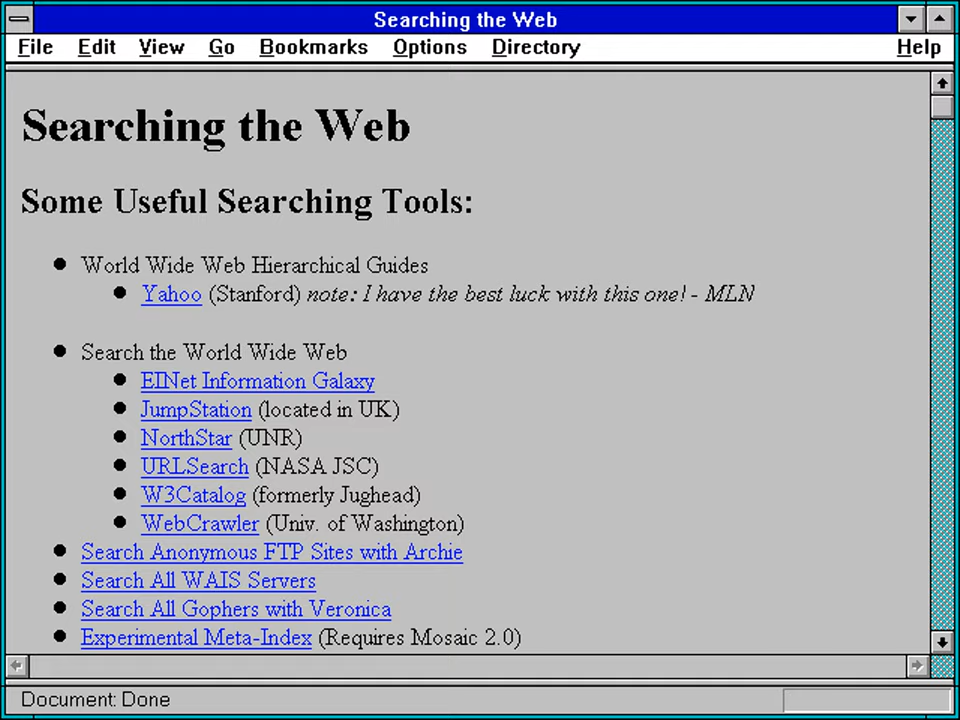 Searching the Web
File Edit View Go Bookmarks Options Directory Help
Searching the Web
Some Useful Searching Tools:
World Wide Web Hierarchical Guides
Yahoo (Stanford) note: I have the best luck with this one! - MLN
Search the World Wide Web
EINet Information Galaxy
JumpStation (located in UK)
NorthStar (UNR)
URLSearch (NASA JSC)
W3Catalog (formerly Jughead)
WebCrawler (Univ. of Washington)
Search Anonymous FTP Sites with Archie
Search All WAIS Servers
Search All Gophers with Veronica
Experimental Meta-Index (Requires Mosaic 2.0)
Document: Done